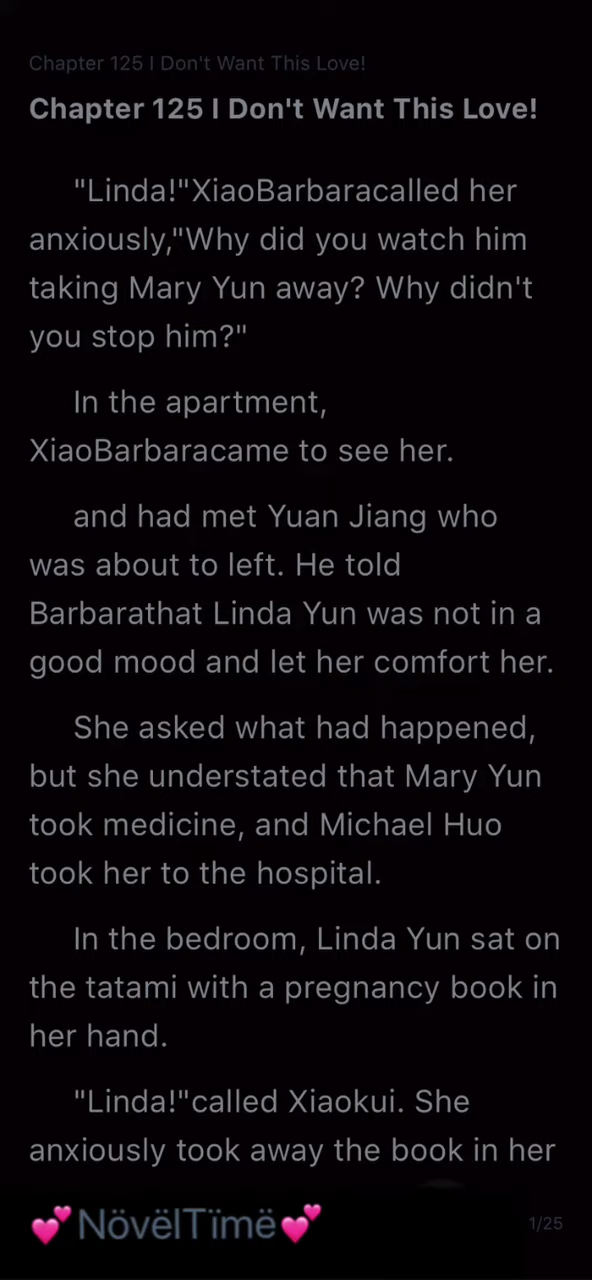 Chapter 125 I Don't Want This Love!
Chapter 125 I Don't Want This Love!
"Linda!"XiaoBarbaracalled her
anxiously,"Why did you watch him
taking Mary Yun away? Why didn't
you stop him?"
In the apartment,
XiaoBarbaracame to see her.
and had met Yuan Jiang who
was about to left. He told
Barbarathat Linda Yun was not in a
good mood and let her comfort her.
She asked what had happened,
but she understated that Mary Yun
took medicine, and Michael Huo
took her to the hospital.
In the bedroom, Linda Yun sat on
the tatami with a pregnancy book in
her hand.
"Linda!"called Xiaokui. She
anxiously took away the book in her
💕NövëlTïmë💕
1/25